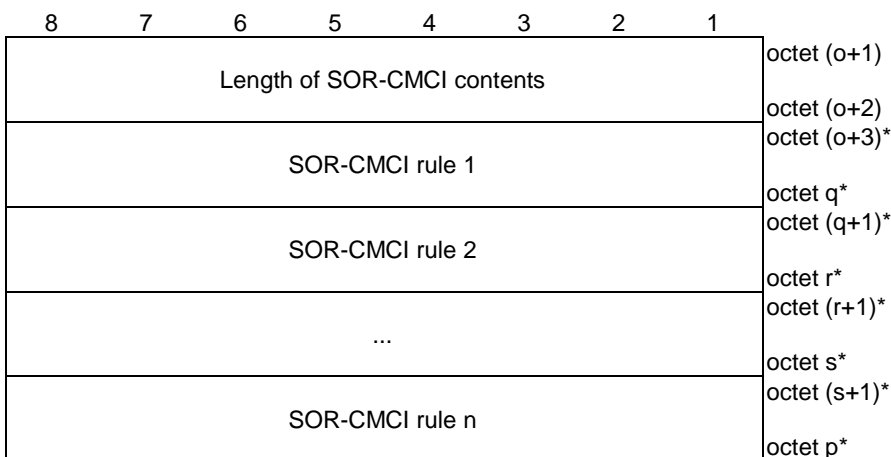 8 7 6 5 4 3 2 1
octet (o+1)
Length of SOR-CMCI contents
octet (o+2)
octet (o+3)*
SOR-CMCI rule 1
octet q*
octet (q+1)*
SOR-CMCI rule 2
octet r*
octet (r+1)*
...
octet s*
octet (s+1)*
SOR-CMCI rule n
octet p*